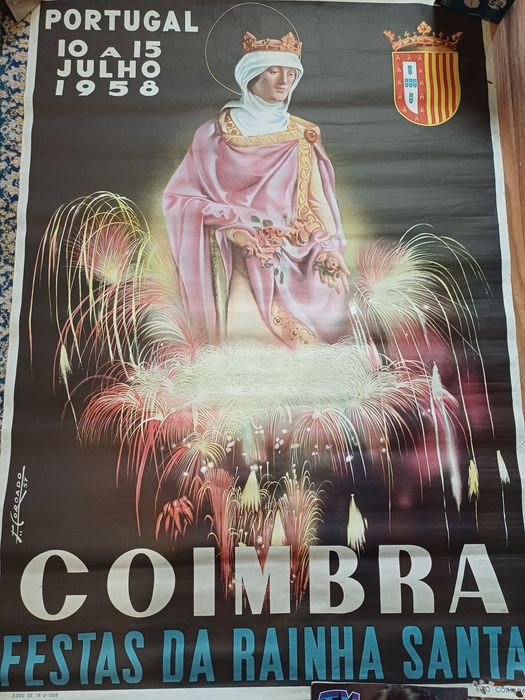 PORTUGAL
10 A 15
JULHO
1958
COIMBRA
FESTAS DA RAINHA SANTA